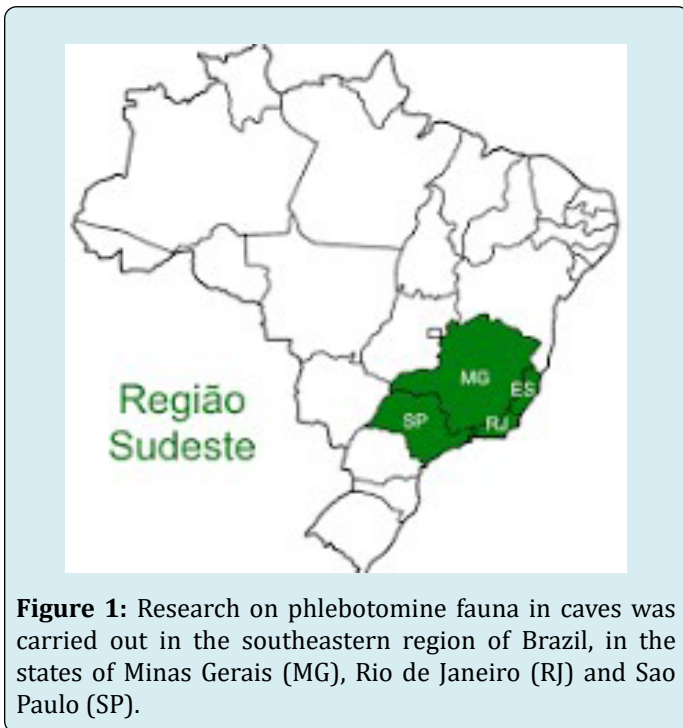 MG
ES
Região
Sudeste
SP
RJ
Figure 1: Research on phlebotomine fauna in caves was
carried out in the southeastern region of Brazil, in the
states of Minas Gerais (MG), Rio de Janeiro (RJ) and Sao
Paulo (SP).